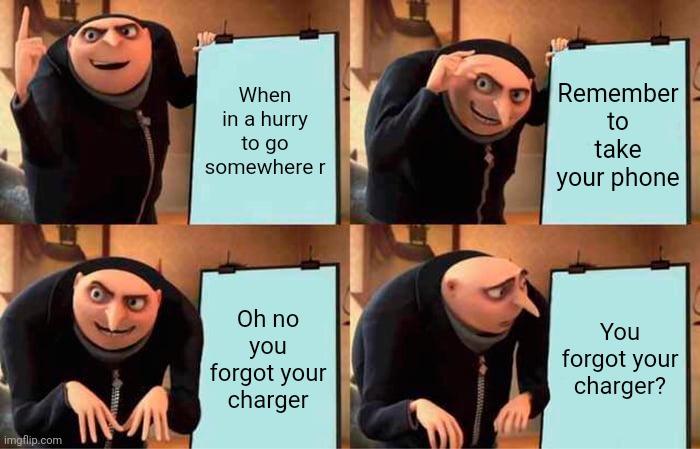 When
in a hurry
to go
somewhere r
Remember
to
take
your phone
Oh no
you
forgot your
charger
You
forgot your
charger?
imgflip.com